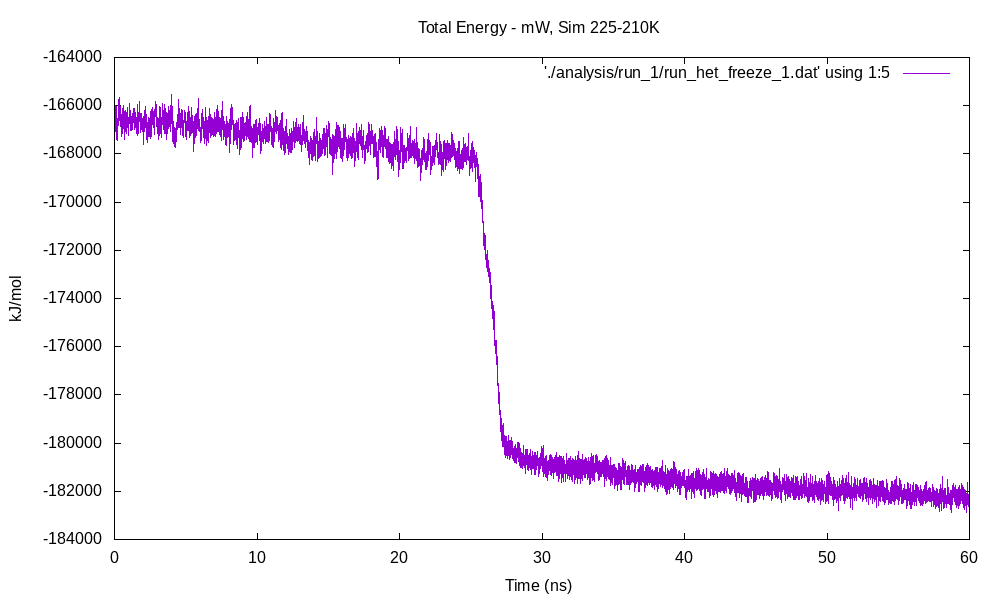 Total Energy - mW, Sim 225-210K
'./analysis/run_1/run_het_freeze_1.dat' using 1:5
-164000
-166000
-168000
-170000
-172000
-174000
-176000
-178000
-180000
-182000
-184000
kJ/mol
0 10 20 30 40 50 60
Time (ns)